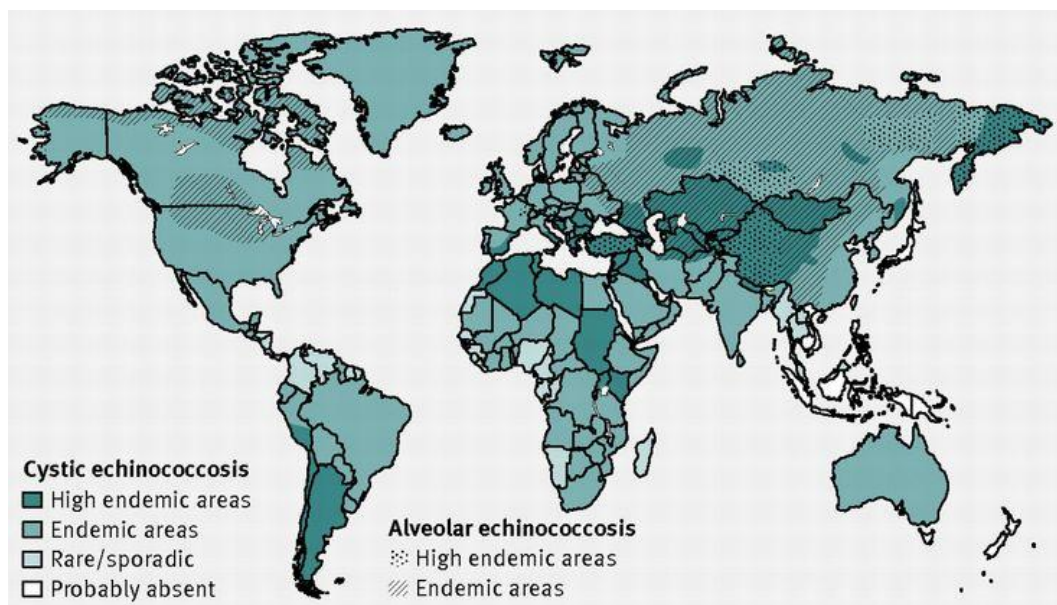 Cystic echinococcosis
High endemic areas
Endemic areas
Rare/sporadic
Probably absent
Alveolar echinococcosis
High endemic areas
Endemic areas